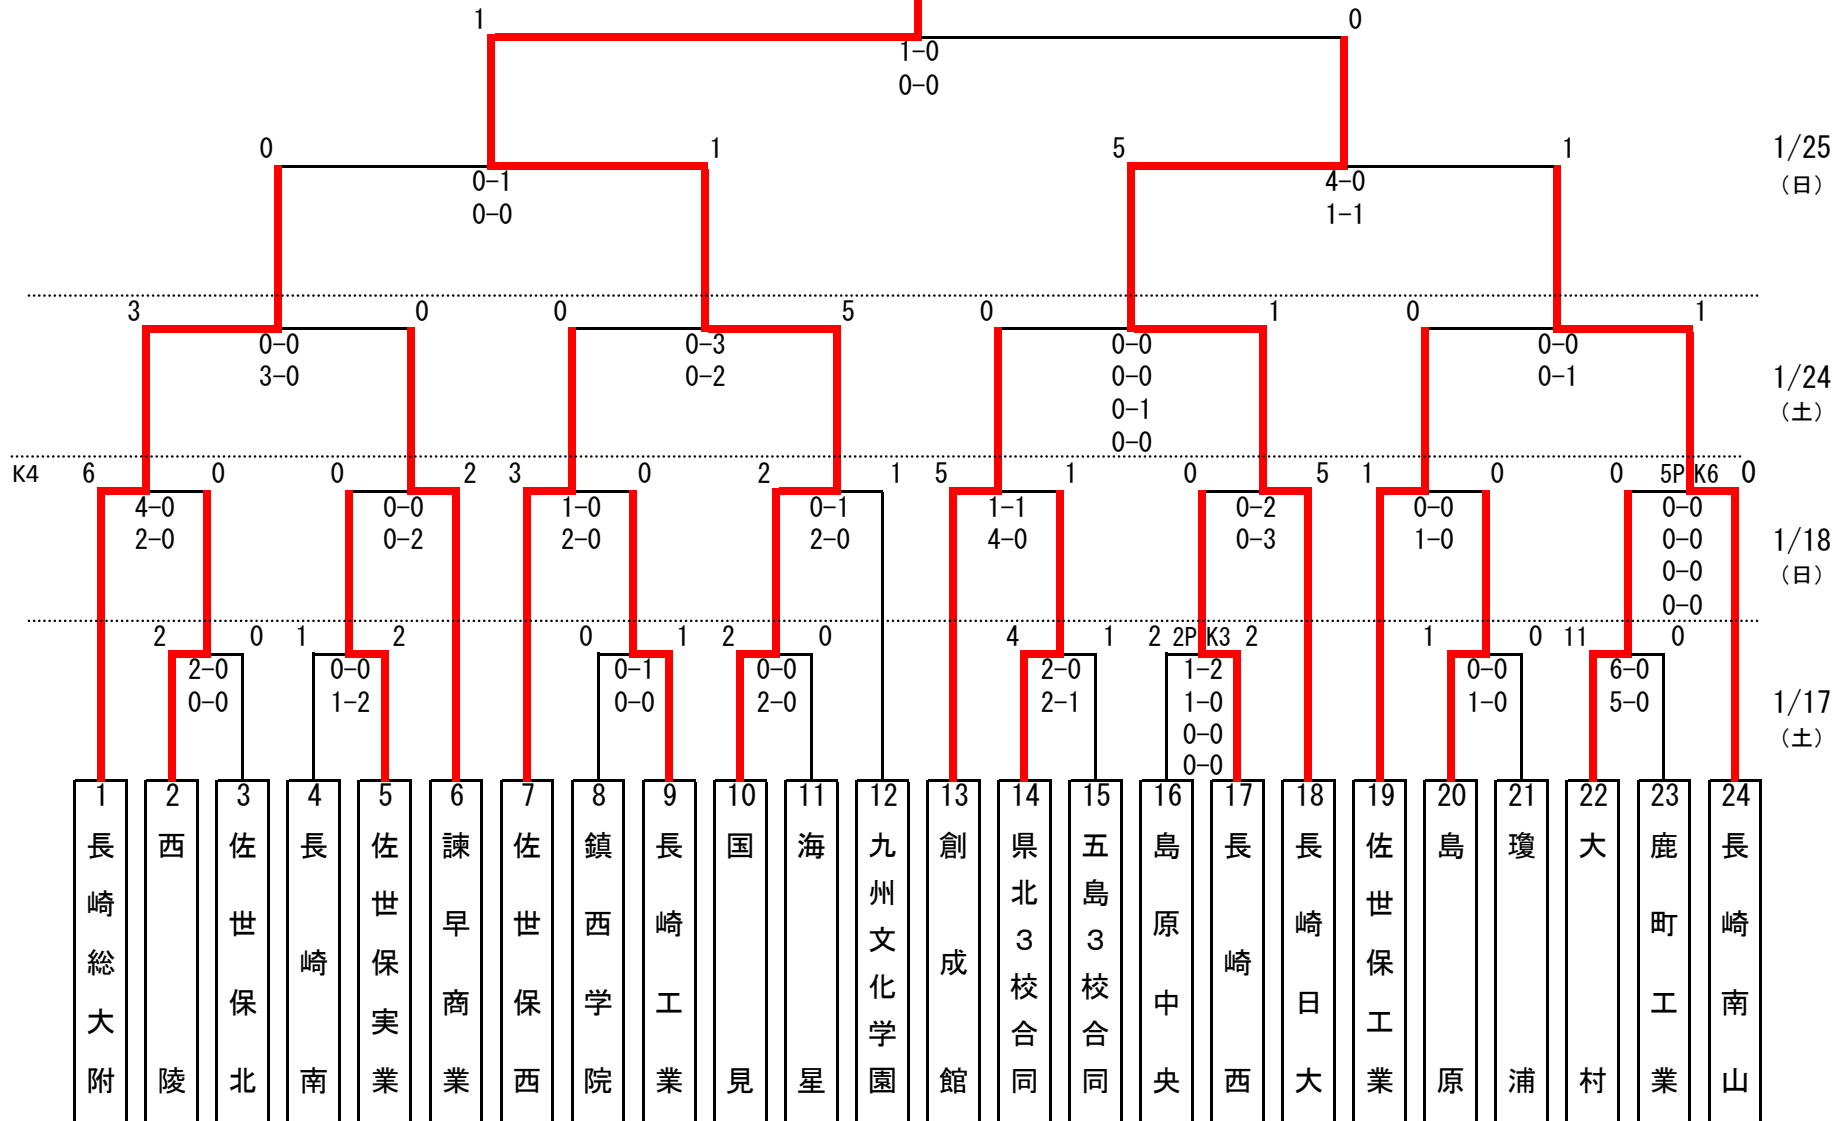 1 0
1-0
0-0
0 1 5 1 1/25
(日)
0-1 4-0
0-0 1-1
3 0 0 5 0 1 0 1
0-0 0-3 0-0 0-0
3-0 0-2 0-0 0-1 1/24
(土)
0-1
0-0
K4 6 0 0 2 3 0 2 1 5 1 0 5 1 0 0 5P K6 0
4-0 0-0 1-0 0-1 1-1 0-2 0-0 0-0
2-0 0-2 2-0 2-0 4-0 0-3 1-0 0-0 1/18
(日)
0-0
0-0
2 0 1 2 0 1 2 0 4 1 2 2P K3 2 1 0 11 0
2-0 0-0 0-1 0-0 2-0 1-2 0-0 6-0
0-0 1-2 0-0 2-0 2-1 1-0 1-0 5-0 1/17
(土)
0-0
0-0
1 長崎総大附
2 西陵
3 佐世保北
4 長崎南
5 佐世保実業
6 諫早商業
7 佐世保西
8 鎮西学院
9 長崎工業
10 国見
11 海星
12 九州文化学園
13 創成館
14 県北3校合同
15 五島3校合同
16 島原中央
17 長崎西
18 長崎日大
19 佐世保工業
20 島原
21 瓊浦
22 大村
23 鹿町工業
24 長崎南山